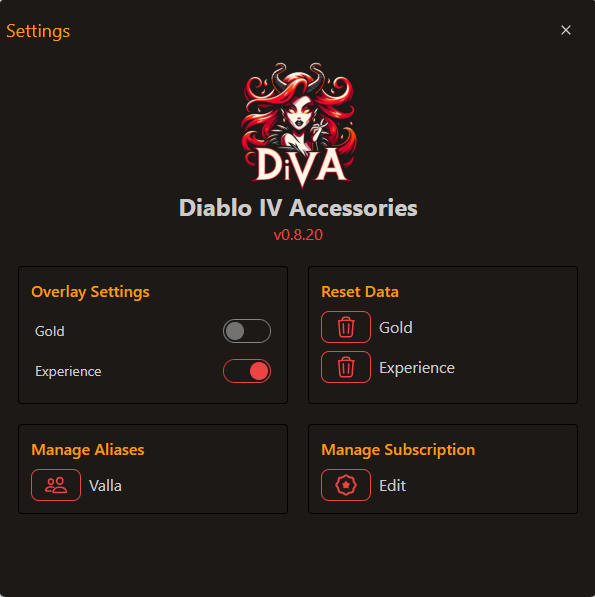 Settings
DiVA
Diablo IV Accessories
v0.8.20
Overlay Settings
Gold
Experience
Reset Data
Gold
Experience
Manage Aliases
Valla
Manage Subscription
Edit